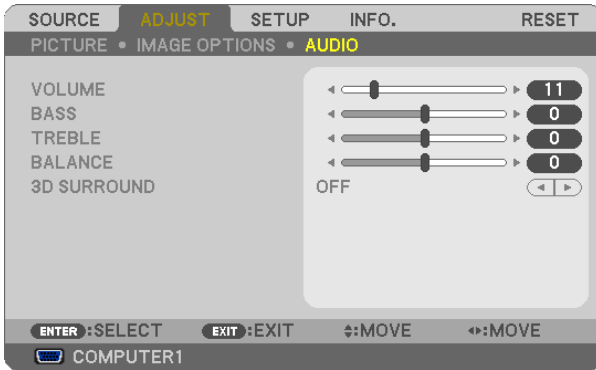 SOURCE ADJUST SETUP INFO. RESET
PICTURE • IMAGE OPTIONS • AUDIO
VOLUME 11
BASS 0
TREBLE 0
BALANCE 0
3D SURROUND OFF
ENTER :SELECT EXIT :EXIT :MOVE :MOVE
COMPUTER1